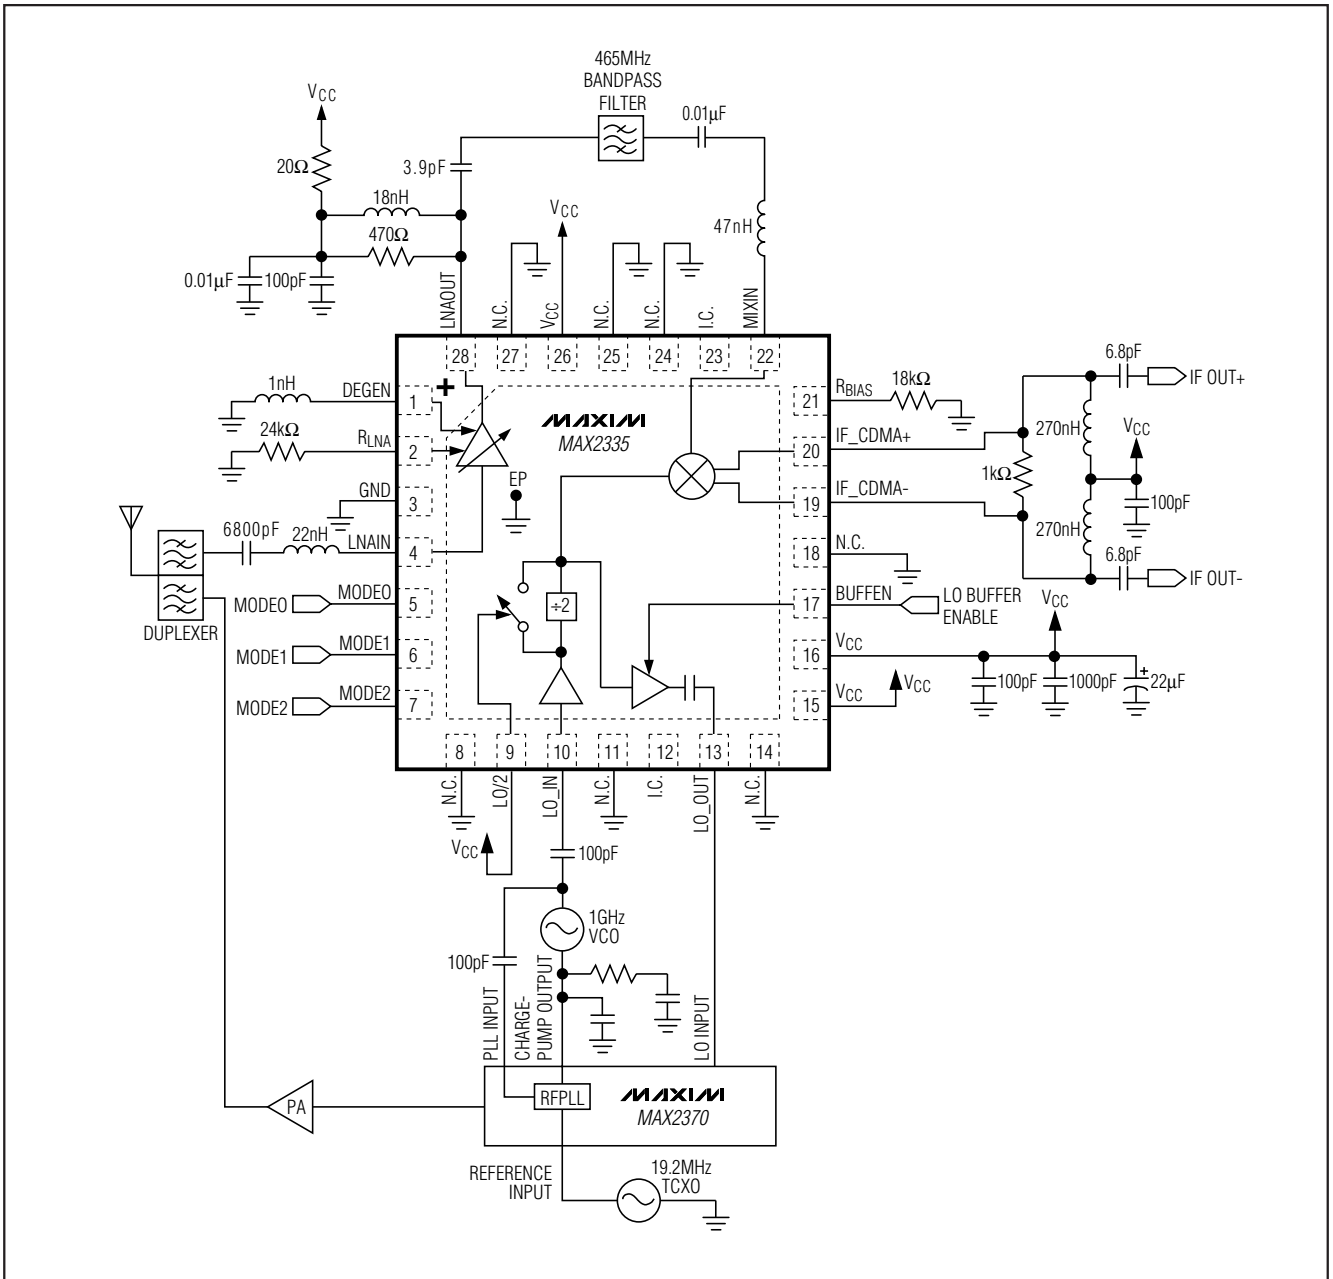 465MHz
BANDPASS
FILTER
0.01µF
VCC
20Ω
3.9pF
18nH
470Ω
47nH
VCC
0.01µF
100pF
LNAOUT
N.C.
VCC
N.C.
N.C.
I.C.
MIXIN
28
27
26
25
24
23
22
6.8pF
IF OUT+
1nH
DEGEN
1
+
MAXIM
MAX2335
21
RBIAS
18kΩ
24kΩ
RLNA
2
20
IF_CDMA+
270nH
VCC
1kΩ
EP
GND
3
19
IF_CDMA-
100pF
6800pF
22nH
LNAIN
4
18
N.C.
270nH
6.8pF
IF OUT-
MODE0
MODE0
5
÷2
17
BUFFEN
LO BUFFER
ENABLE
VCC
DUPLEXER
MODE1
MODE1
6
16
VCC
100pF
1000pF
+
22µF
MODE2
MODE2
7
15
VCC
VCC
8
9
10
11
12
13
14
N.C.
LO/2
LO_IN
N.C.
I.C.
LO_OUT
N.C.
VCC
100pF
1GHz
VCO
100pF
PLL INPUT
CHARGE-
PUMP OUTPUT
LO INPUT
PA
RFPLL
MAXIM
MAX2370
REFERENCE
INPUT
19.2MHz
TCXO